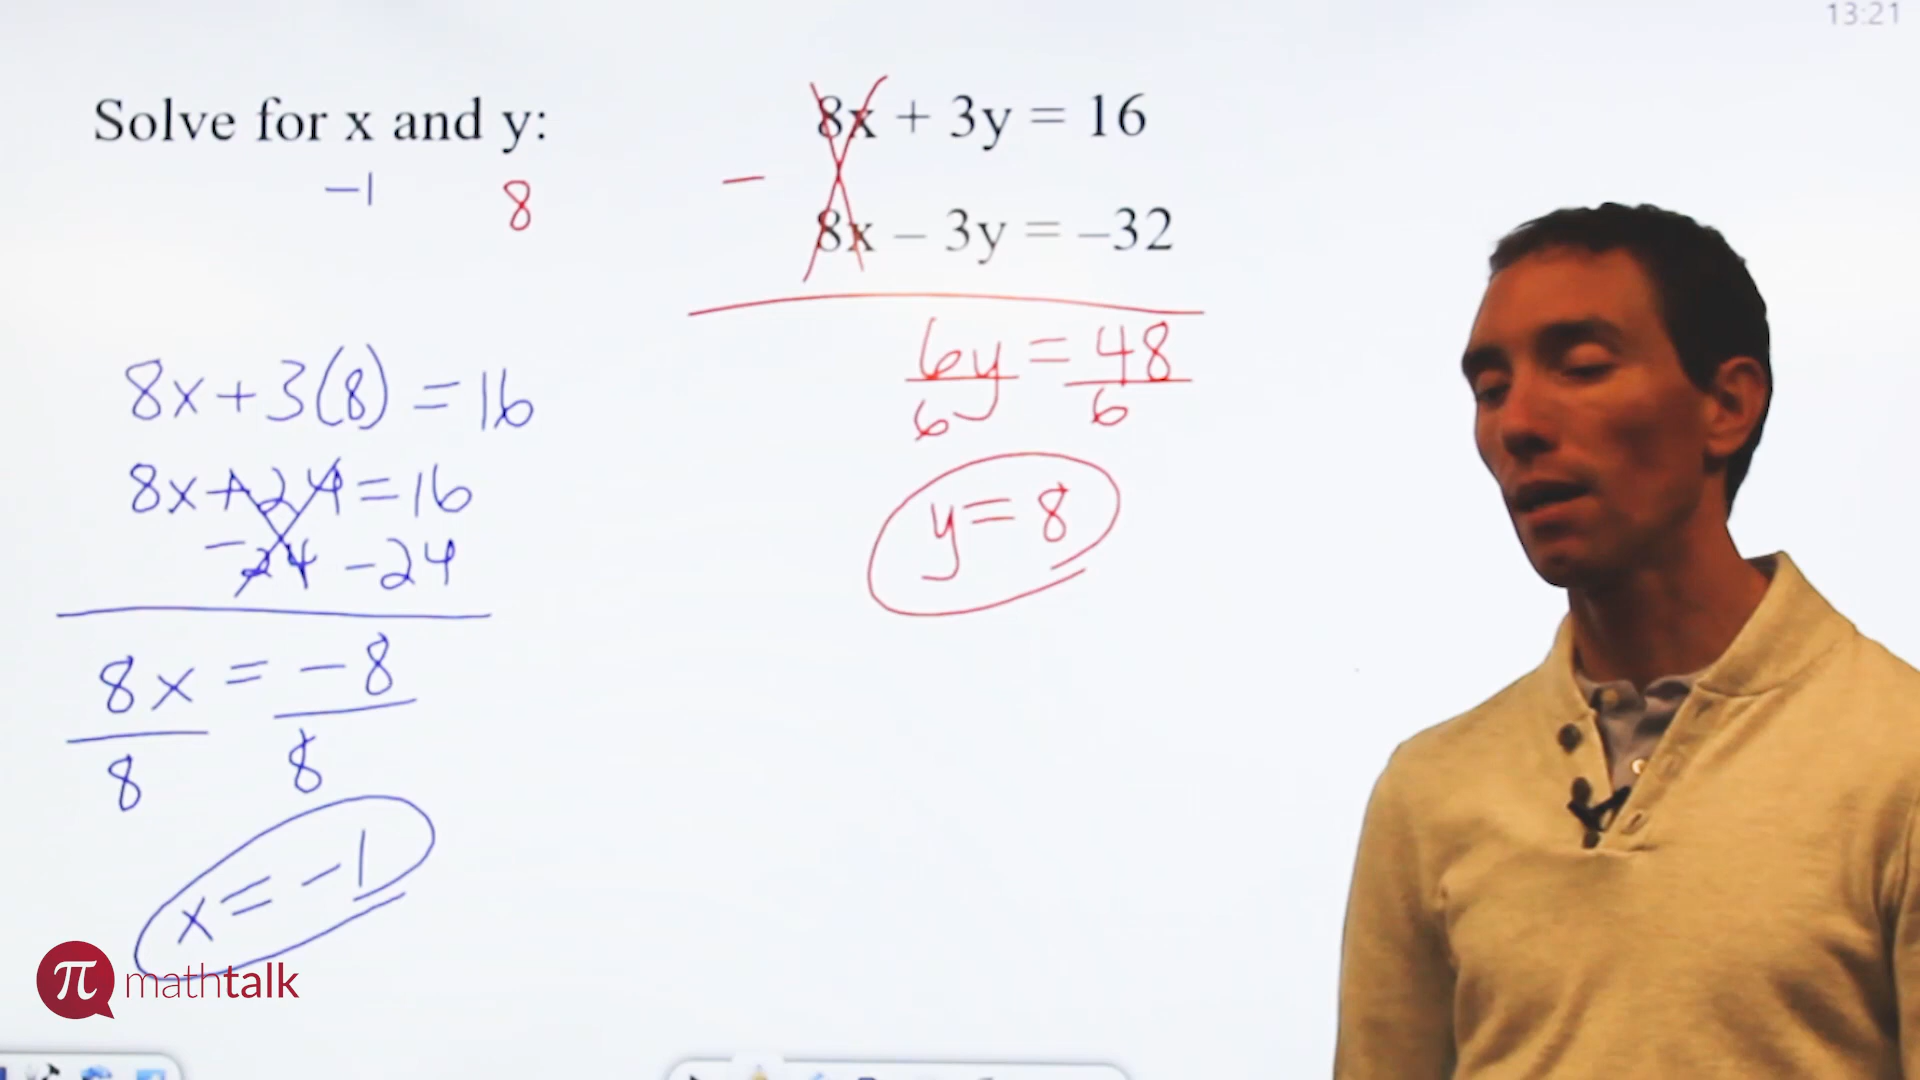 13:21
Solve for x and y:
-1 8
8x + 3y = 16
–
8x – 3y = –32
6y = 48
6 6
y = 8
8x + 3(8) = 16
8x + 24 = 16
- 24 - 24
8x = -8
8 8
x = -1
π mathtalk